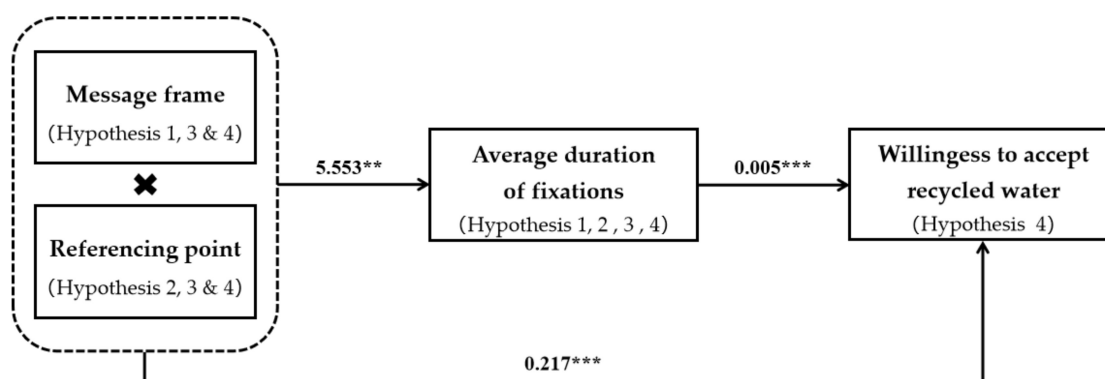 Message frame
(Hypothesis 1, 3 & 4)
Referencing point
(Hypothesis 2, 3 & 4)
5.553**
Average duration
of fixations
(Hypothesis 1, 2 , 3 , 4)
0.005***
Willingess to accept
recycled water
(Hypothesis 4)
0.217***